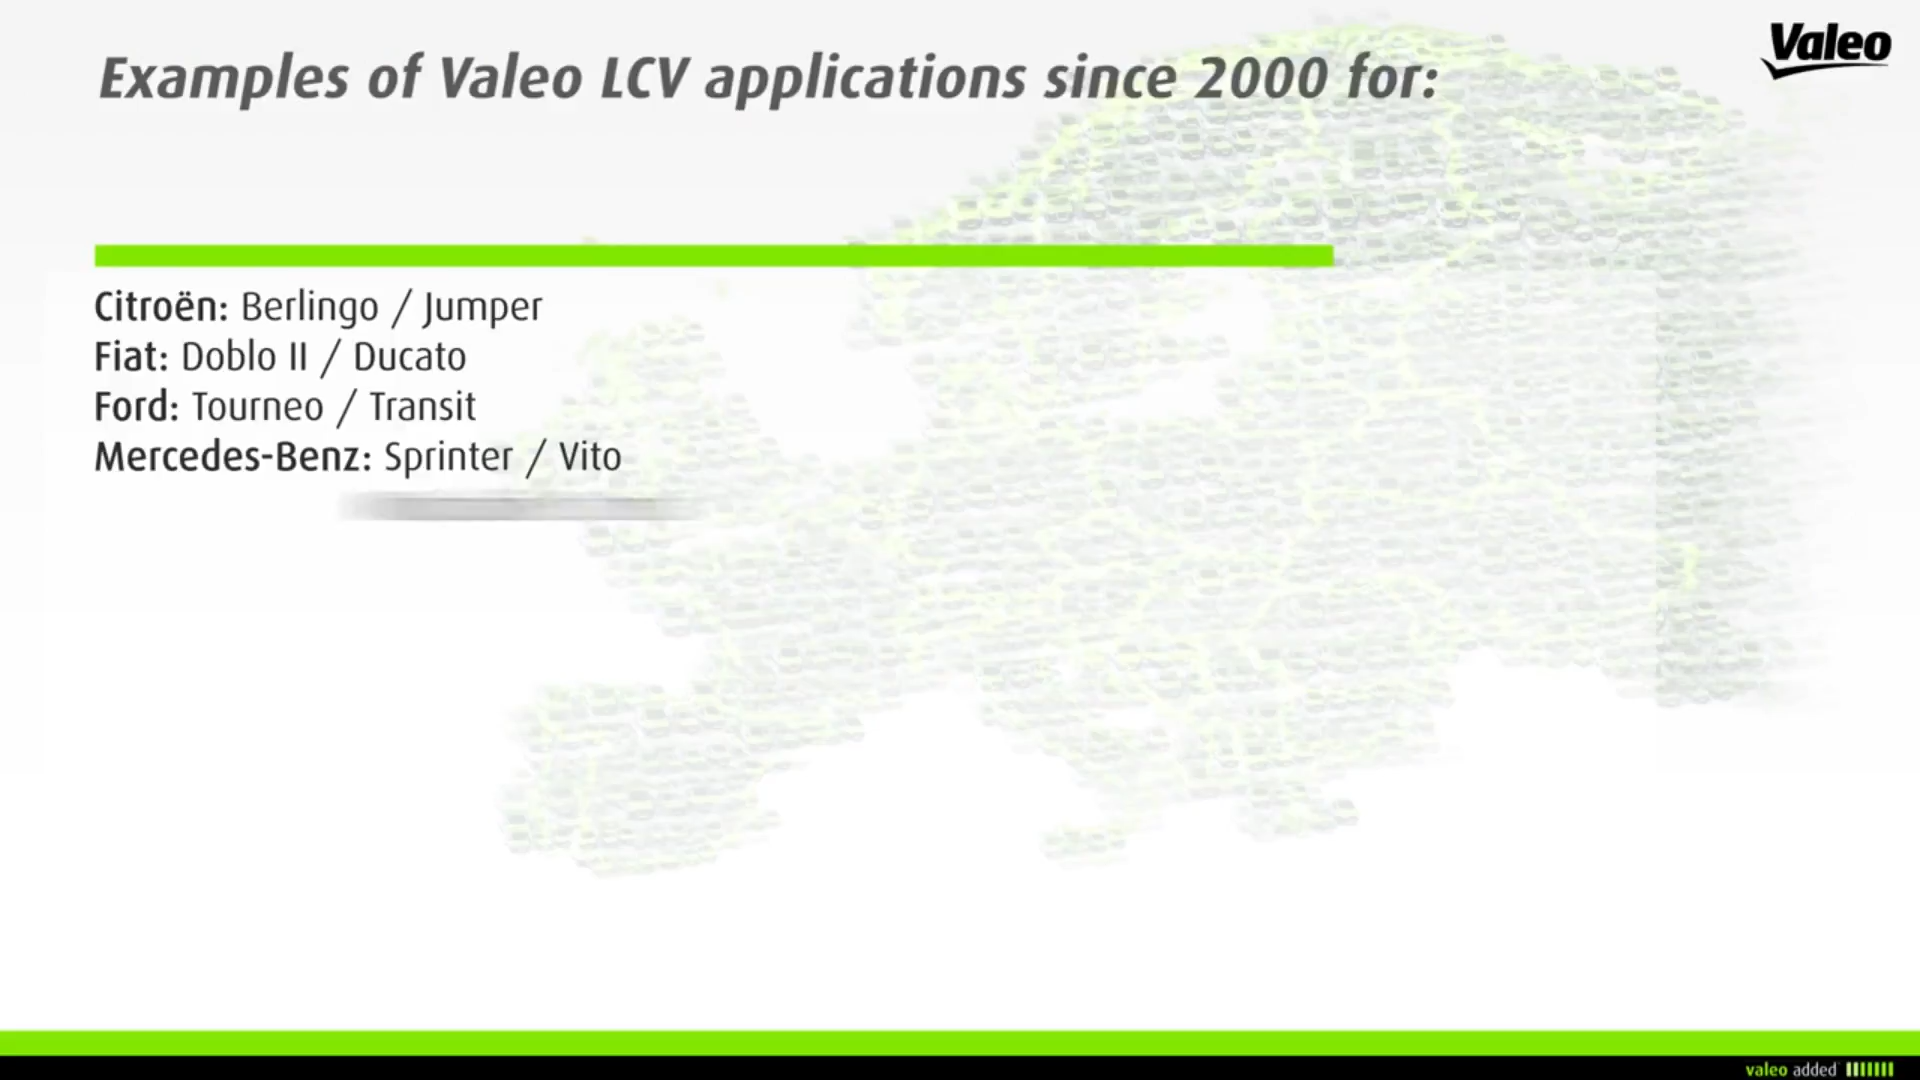 Valeo
Examples of Valeo LCV applications since 2000 for:
Citroën: Berlingo / Jumper
Fiat: Doblo II / Ducato
Ford: Tourneo / Transit
Mercedes-Benz: Sprinter / Vito
valeo added